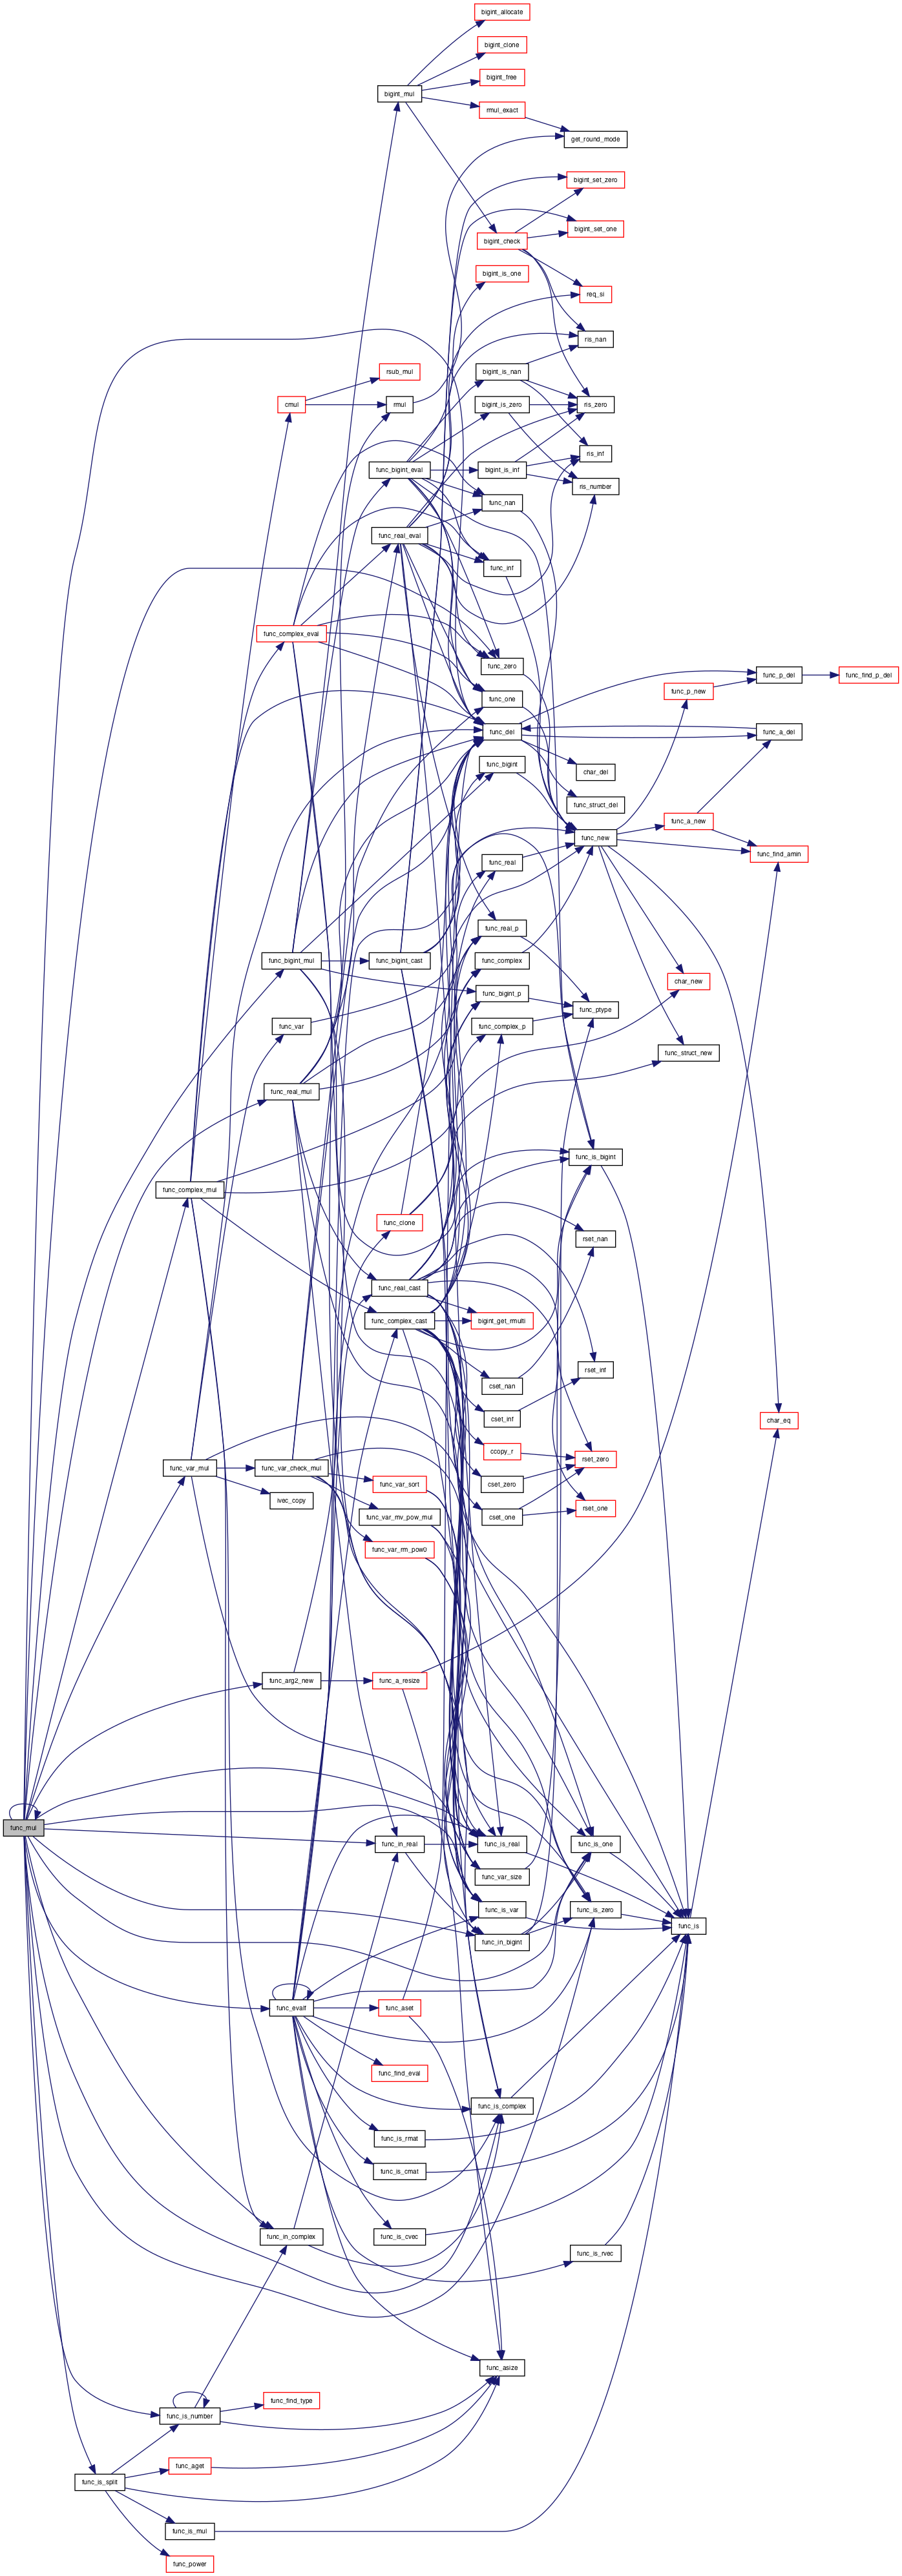 bigint_allocate
bigint_clone
bigint_free
bigint_mul
rmul_exact
get_round_mode
bigint_set_zero
bigint_set_one
bigint_check
bigint_is_one
req_si
ris_nan
rsub_mul
bigint_is_nan
cmul
rmul
bigint_is_zero
ris_zero
ris_inf
func_bigint_eval
bigint_is_inf
ris_number
func_nan
func_real_eval
func_inf
func_complex_eval
func_zero
func_p_del
func_find_p_del
func_p_new
func_one
func_del
func_a_del
func_bigint
char_del
func_struct_del
func_a_new
func_new
func_find_amin
func_real
func_real_p
func_bigint_mul
func_bigint_cast
func_complex
char_new
func_bigint_p
func_ptype
func_var
func_complex_p
func_struct_new
func_real_mul
func_is_bigint
func_complex_mul
func_clone
rset_nan
func_real_cast
func_complex_cast
bigint_get_rmulti
rset_inf
cset_nan
cset_inf
char_eq
ccopy_r
rset_zero
func_var_mul
func_var_check_mul
func_var_sort
cset_zero
ivec_copy
rset_one
func_var_mv_pow_mul
cset_one
func_var_rm_pow0
func_arg2_new
func_a_resize
func_mul
func_in_real
func_is_real
func_is_one
func_var_size
func_is_var
func_is_zero
func_is
func_in_bigint
func_evalf
func_aset
func_find_eval
func_is_complex
func_is_rmat
func_is_cmat
func_in_complex
func_is_cvec
func_is_rvec
func_asize
func_find_type
func_is_number
func_aget
func_is_split
func_is_mul
func_power